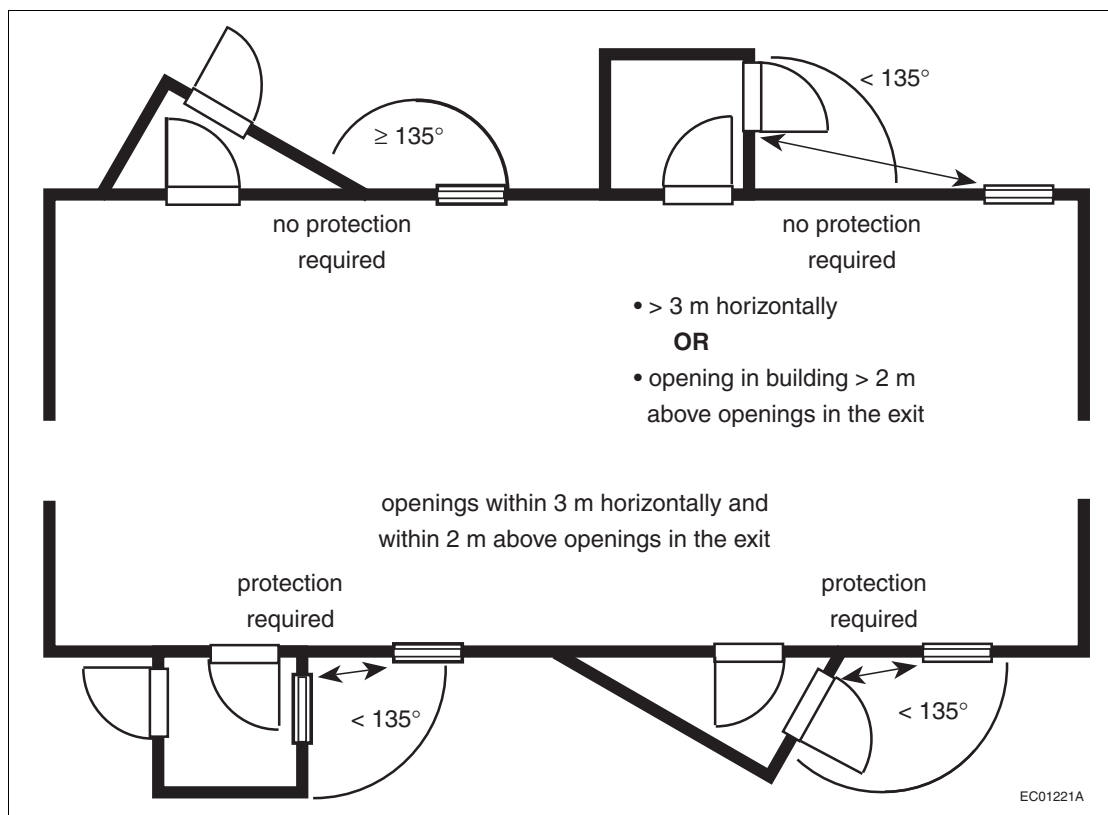 ≥ 135°
< 135°
no protection
required
no protection
required
• > 3 m horizontally
OR
• opening in building > 2 m
above openings in the exit
openings within 3 m horizontally and
within 2 m above openings in the exit
protection
required
protection
required
< 135°
< 135°
EC01221A